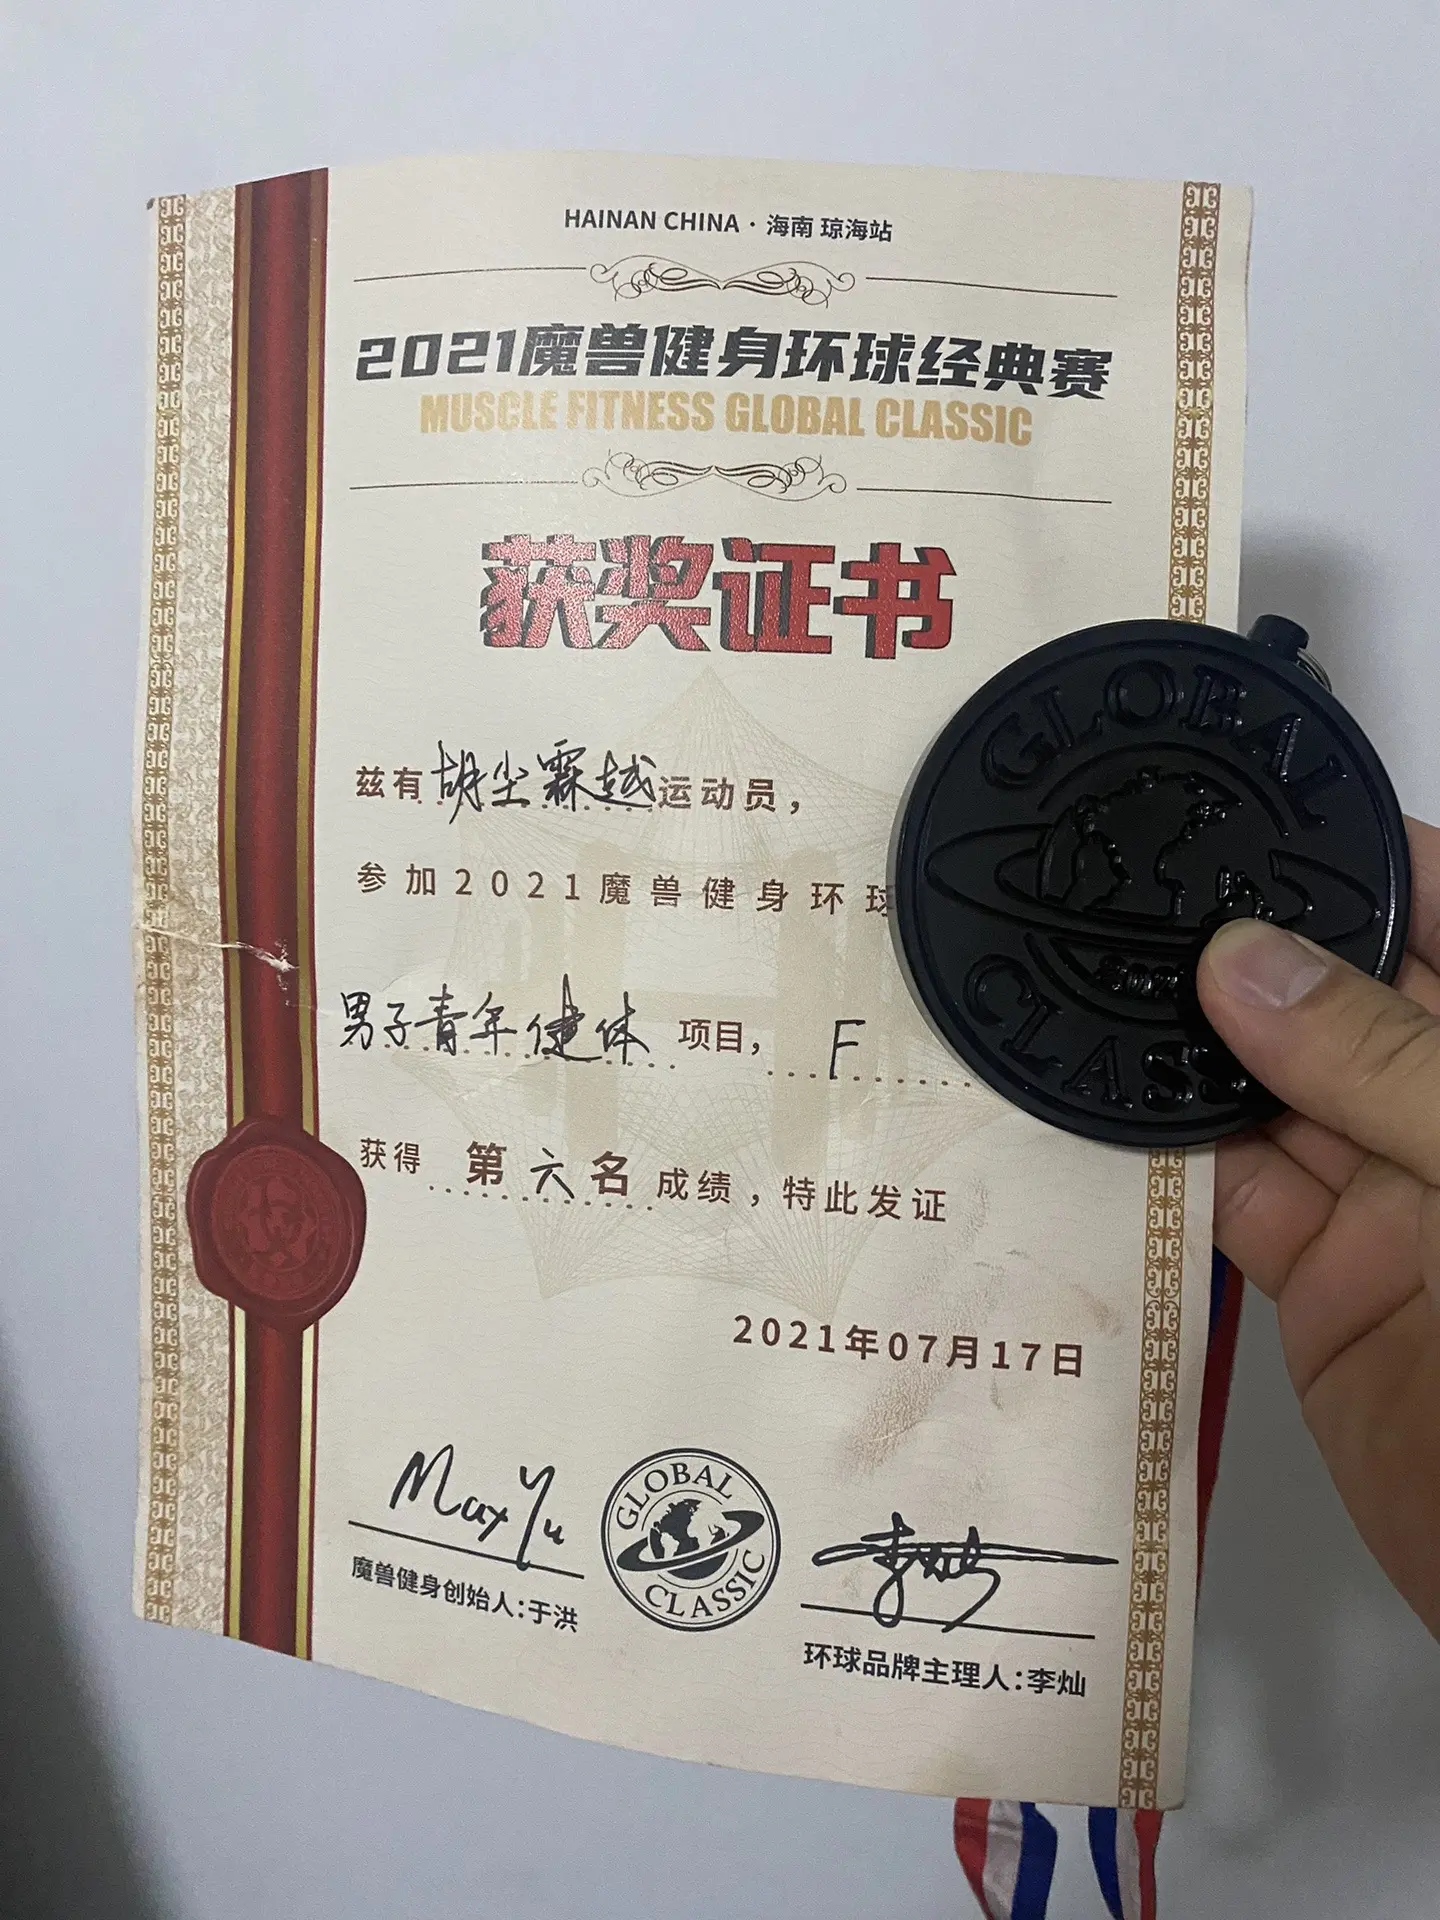 HAINAN CHINA · 海南 琼海站
2021魔兽健身环球经典赛
MUSCLE FITNESS GLOBAL CLASSIC
获奖证书
兹有胡尘霖越运动员，
参加2021魔兽健身环球
男子青年健体 项目， F
获得 第六名 成绩，特此发证
2021年07月17日
Max Yu
魔兽健身创始人：于洪
GLOBAL
CLASSIC
李灿
环球品牌主理人：李灿
GLOBAL
CLASS